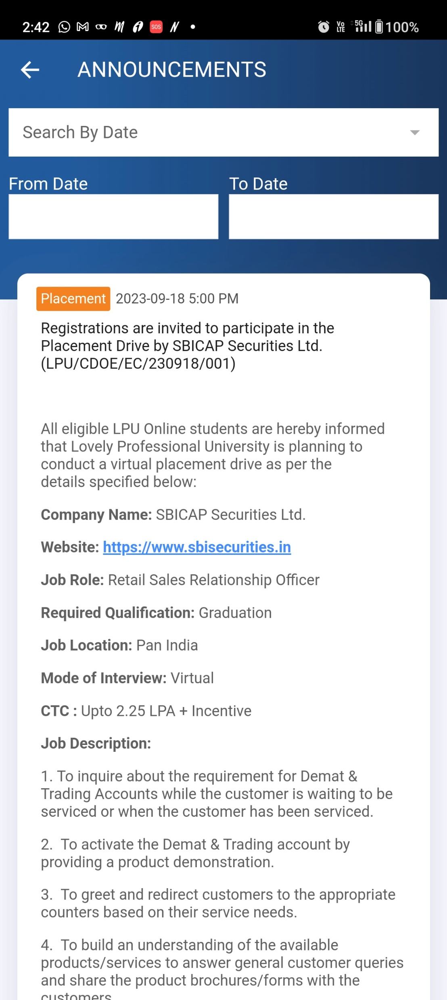 2:42
SOS
Vo LTE 5G 100%
ANNOUNCEMENTS
Search By Date
From Date To Date
Placement 2023-09-18 5:00 PM
Registrations are invited to participate in the
Placement Drive by SBICAP Securities Ltd.
(LPU/CDOE/EC/230918/001)
All eligible LPU Online students are hereby informed
that Lovely Professional University is planning to
conduct a virtual placement drive as per the
details specified below:
Company Name: SBICAP Securities Ltd.
Website: https://www.sbisecurities.in
Job Role: Retail Sales Relationship Officer
Required Qualification: Graduation
Job Location: Pan India
Mode of Interview: Virtual
CTC : Upto 2.25 LPA + Incentive
Job Description:
1. To inquire about the requirement for Demat &
Trading Accounts while the customer is waiting to be
serviced or when the customer has been serviced.
2.  To activate the Demat & Trading account by
providing a product demonstration.
3.  To greet and redirect customers to the appropriate
counters based on their service needs.
4.  To build an understanding of the available
products/services to answer general customer queries
and share the product brochures/forms with the
customers